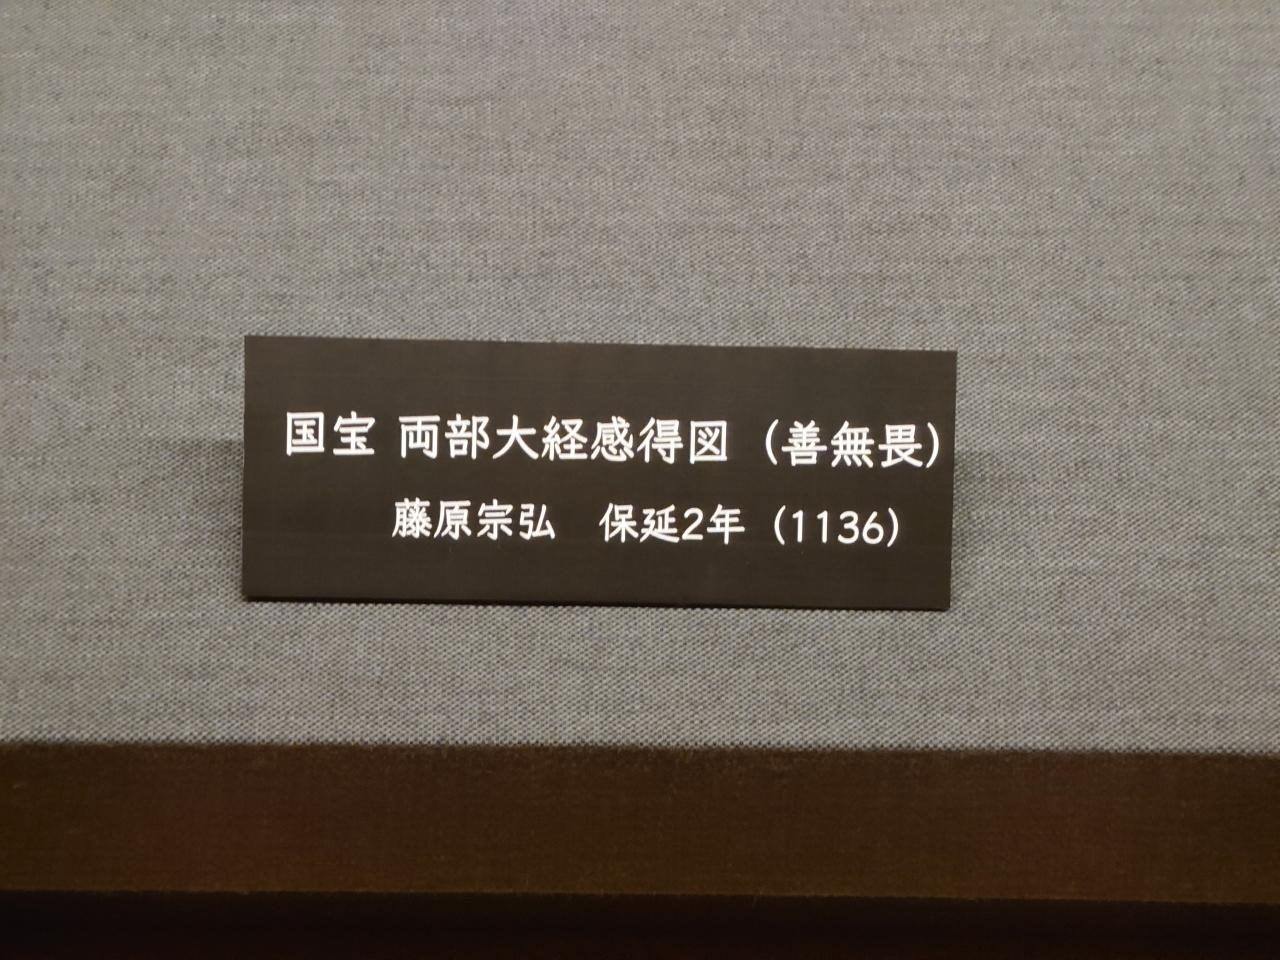 国宝 両部大経感得図（善無畏）
藤原宗弘　保延2年（1136）